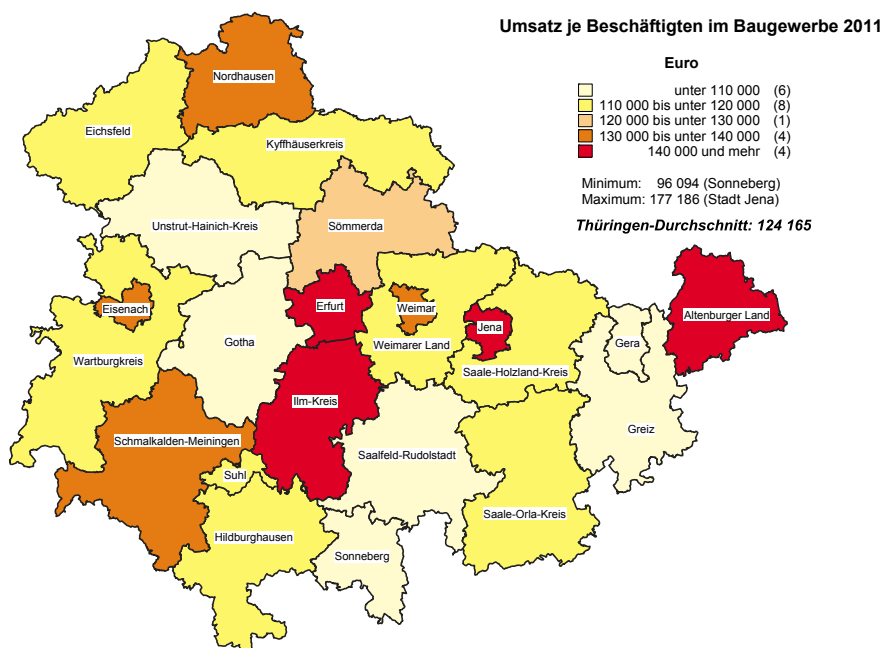 Umsatz je Beschäftigten im Baugewerbe 2011
Euro
unter 110 000 (6)
110 000 bis unter 120 000 (8)
120 000 bis unter 130 000 (1)
130 000 bis unter 140 000 (4)
140 000 und mehr (4)
Minimum: 96 094 (Sonneberg)
Maximum: 177 186 (Stadt Jena)
Thüringen-Durchschnitt: 124 165
Nordhausen
Eichsfeld
Kyffhäuserkreis
Unstrut-Hainich-Kreis
Sömmerda
Eisenach
Erfurt
Weimar
Altenburger Land
Jena
Gotha
Weimarer Land
Gera
Wartburgkreis
Saale-Holzland-Kreis
Ilm-Kreis
Greiz
Schmalkalden-Meiningen
Saalfeld-Rudolstadt
Suhl
Saale-Orla-Kreis
Hildburghausen
Sonneberg